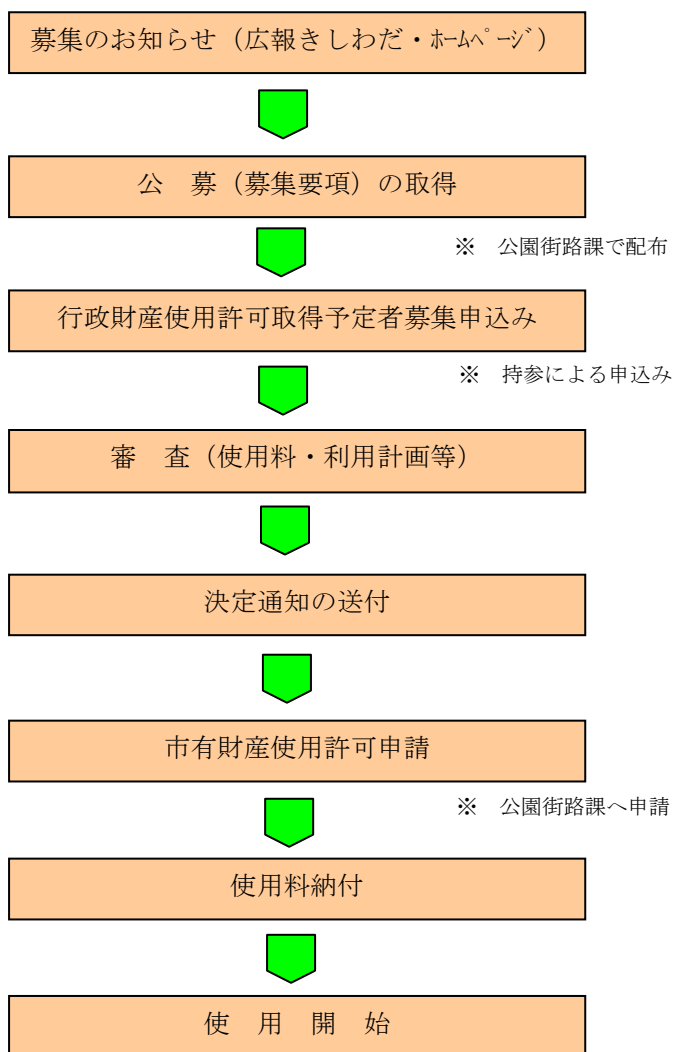 募集のお知らせ（広報きしわだ・ﾎｰﾑﾍﾟｰｼﾞ）
公　募（募集要項）の取得
※　公園街路課で配布
行政財産使用許可取得予定者募集申込み
※　持参による申込み
審　査（使用料・利用計画等）
決定通知の送付
市有財産使用許可申請
※　公園街路課へ申請
使用料納付
使　用　開　始